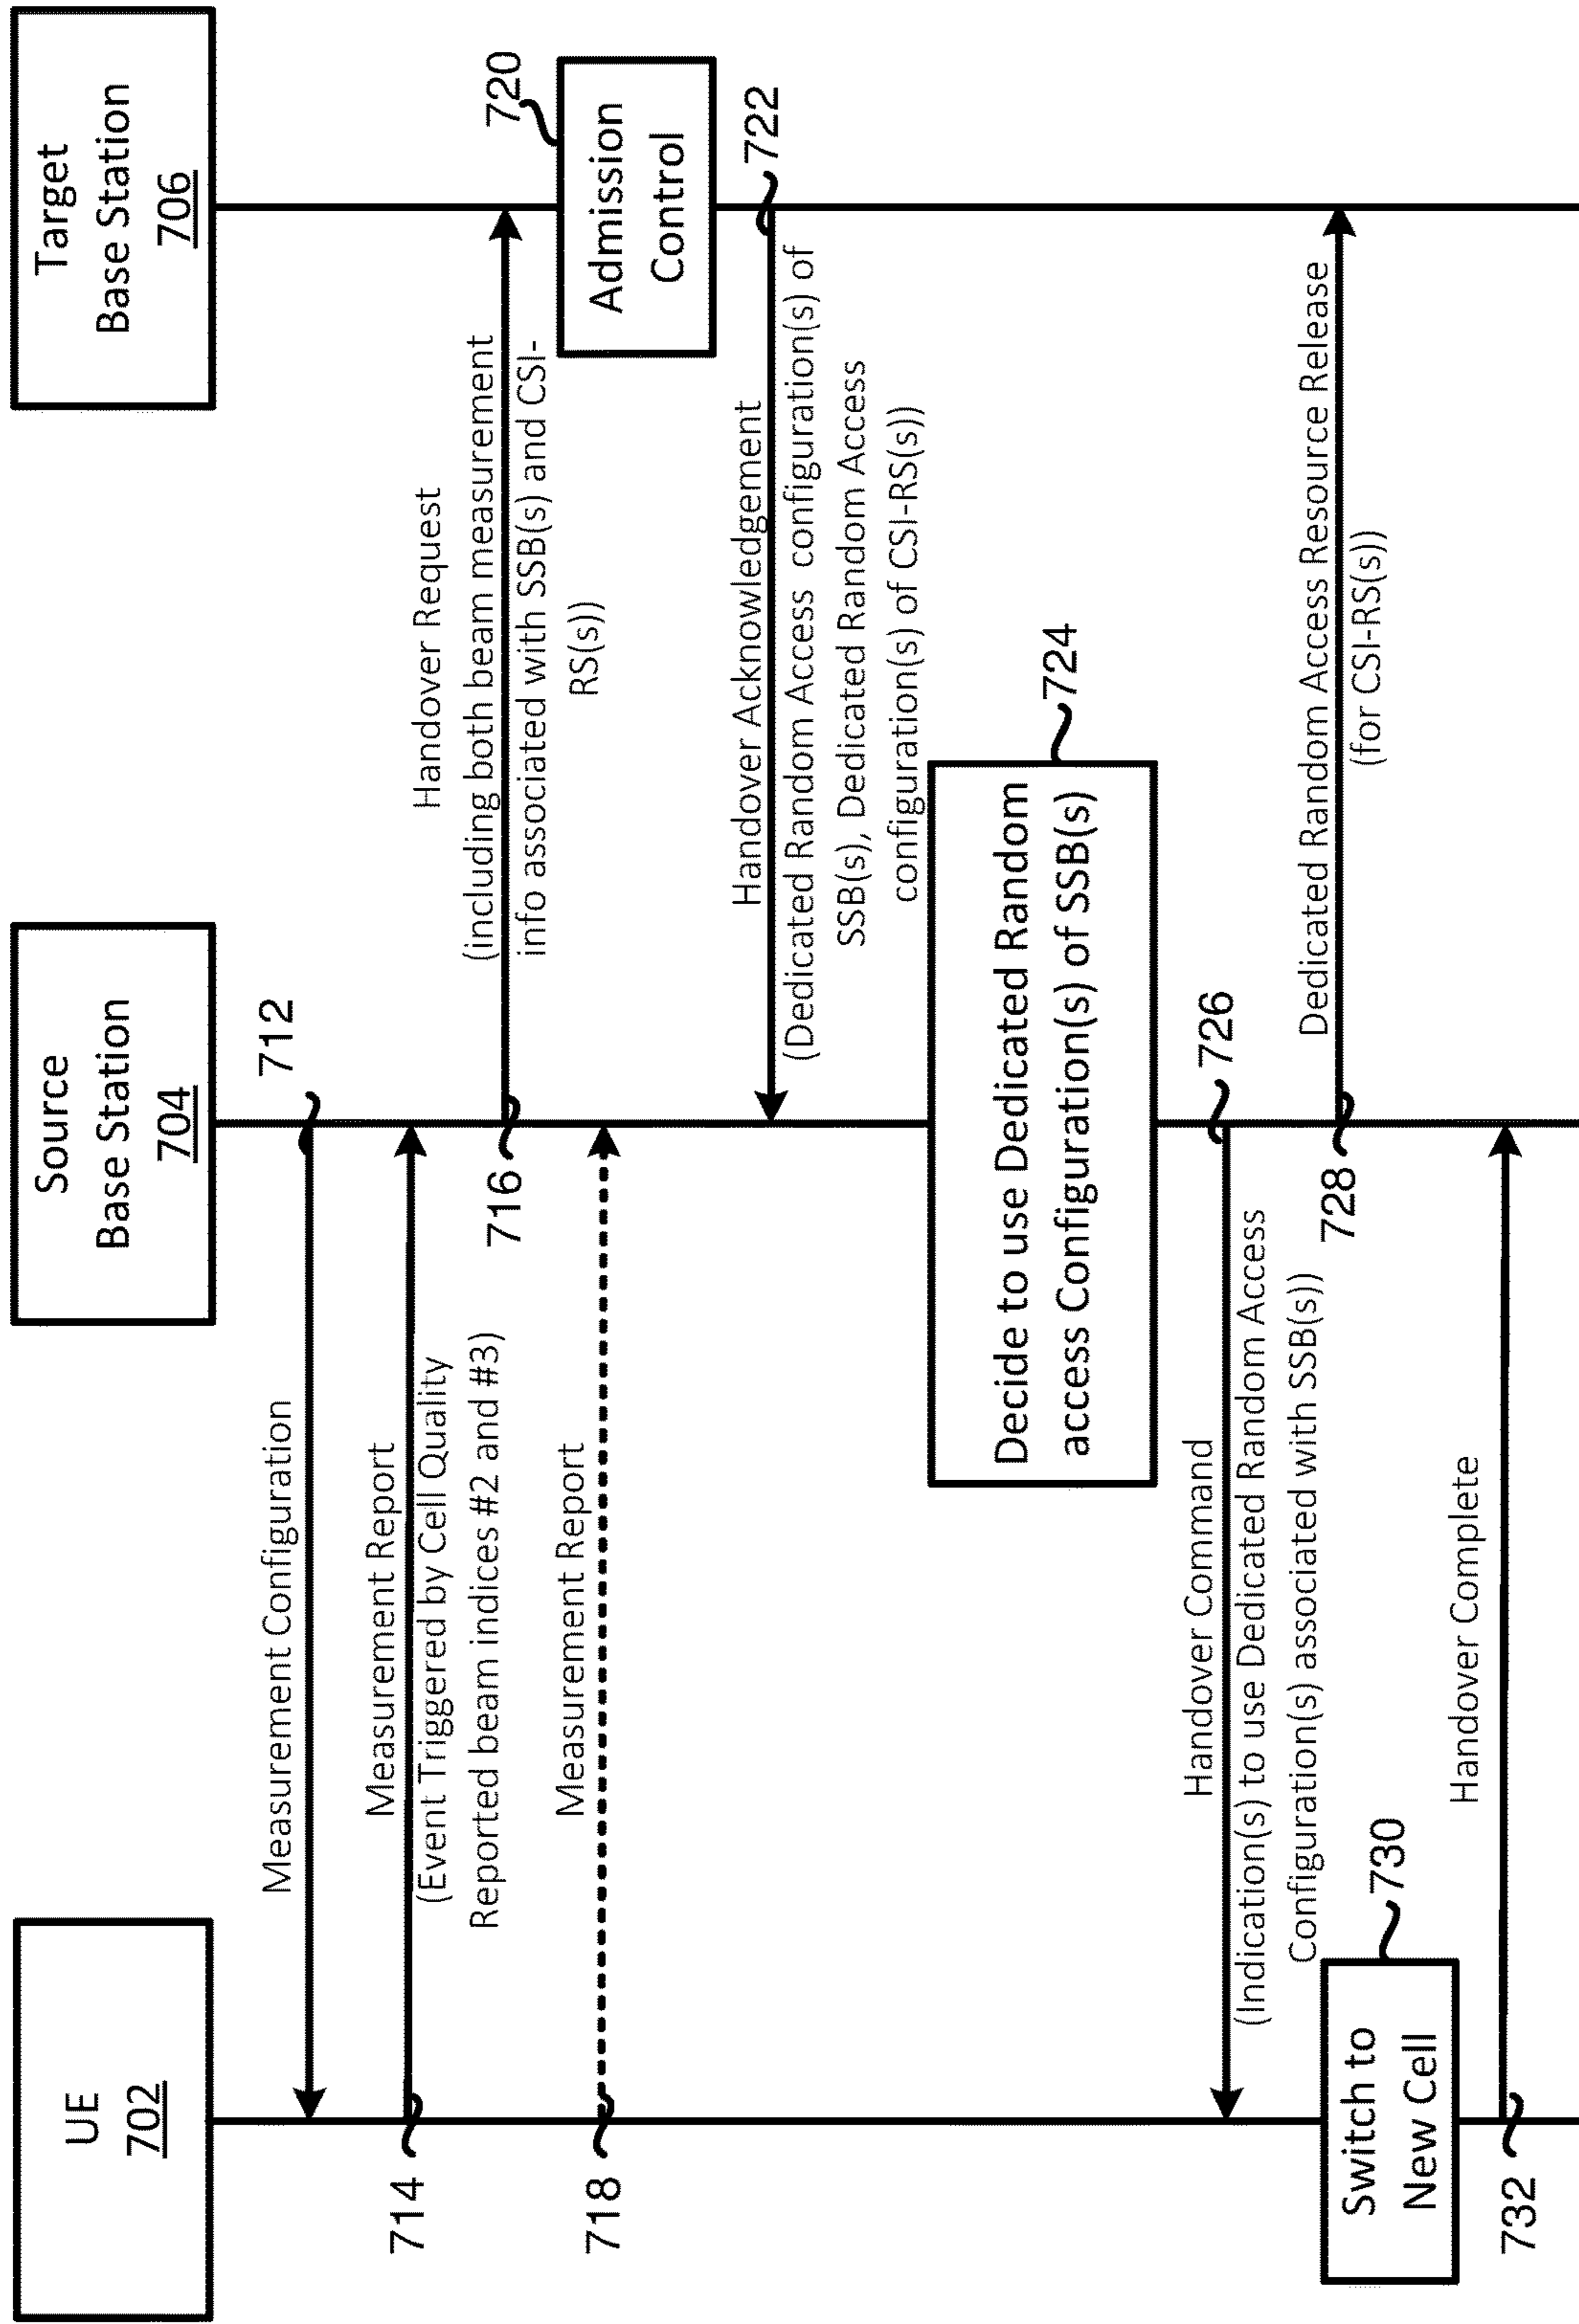 UE
702
Source
Base Station
704
Target
Base Station
706
712
Measurement Configuration
Measurement Report
714
(Event Triggered by Cell Quality
Reported beam indices #2 and #3)
Handover Request
716
(including both beam measurement
info associated with SSB(s) and CSI-
RS(s))
Measurement Report
718
720
Admission
Control
722
Handover Acknowledgement
(Dedicated Random Access configuration(s) of
SSB(s), Dedicated Random Access
configuration(s) of CSI-RS(s))
724
Decide to use Dedicated Random
access Configuration(s) of SSB(s)
726
Handover Command
(Indication(s) to use Dedicated Random Access
Configuration(s) associated with SSB(s))
728
Dedicated Random Access Resource Release
(for CSI-RS(s))
730
Switch to
New Cell
732
Handover Complete